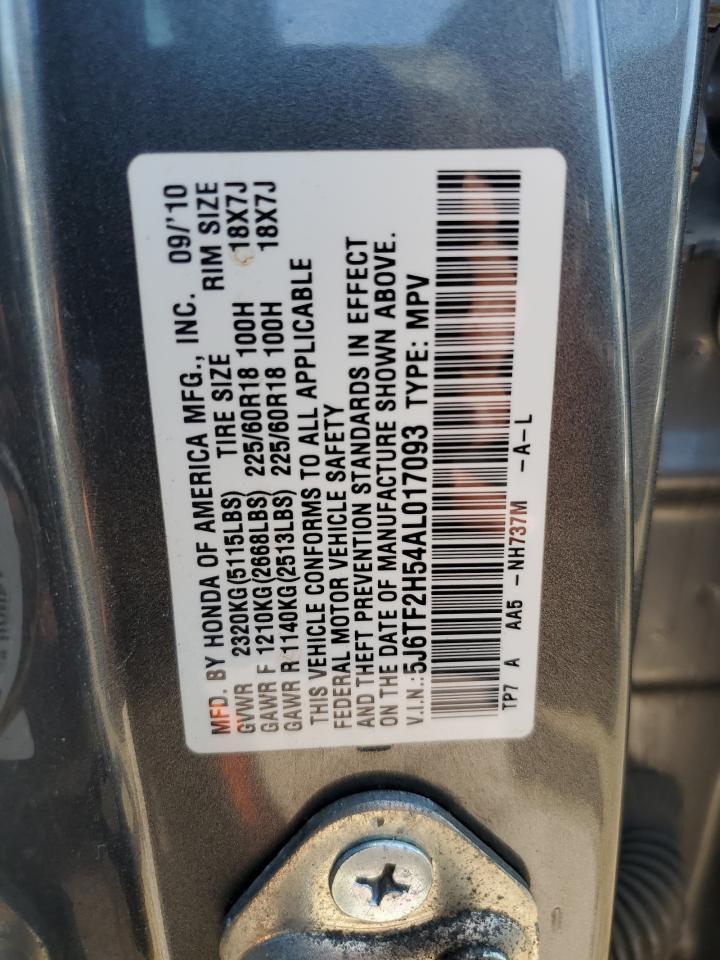 MFD. BY HONDA OF AMERICA MFG., INC. 09/'10
GVWR 2320KG(5115LBS) TIRE SIZE RIM SIZE
GAWR F 1210KG(2668LBS) 225/60R18 100H 18X7J
GAWR R 1140KG(2513LBS) 225/60R18 100H 18X7J
THIS VEHICLE CONFORMS TO ALL APPLICABLE
FEDERAL MOTOR VEHICLE SAFETY
AND THEFT PREVENTION STANDARDS IN EFFECT
ON THE DATE OF MANUFACTURE SHOWN ABOVE.
V.I.N.:5J6TF2H54AL017093 TYPE: MPV
TP7 A AA5 -NH737M -A-L